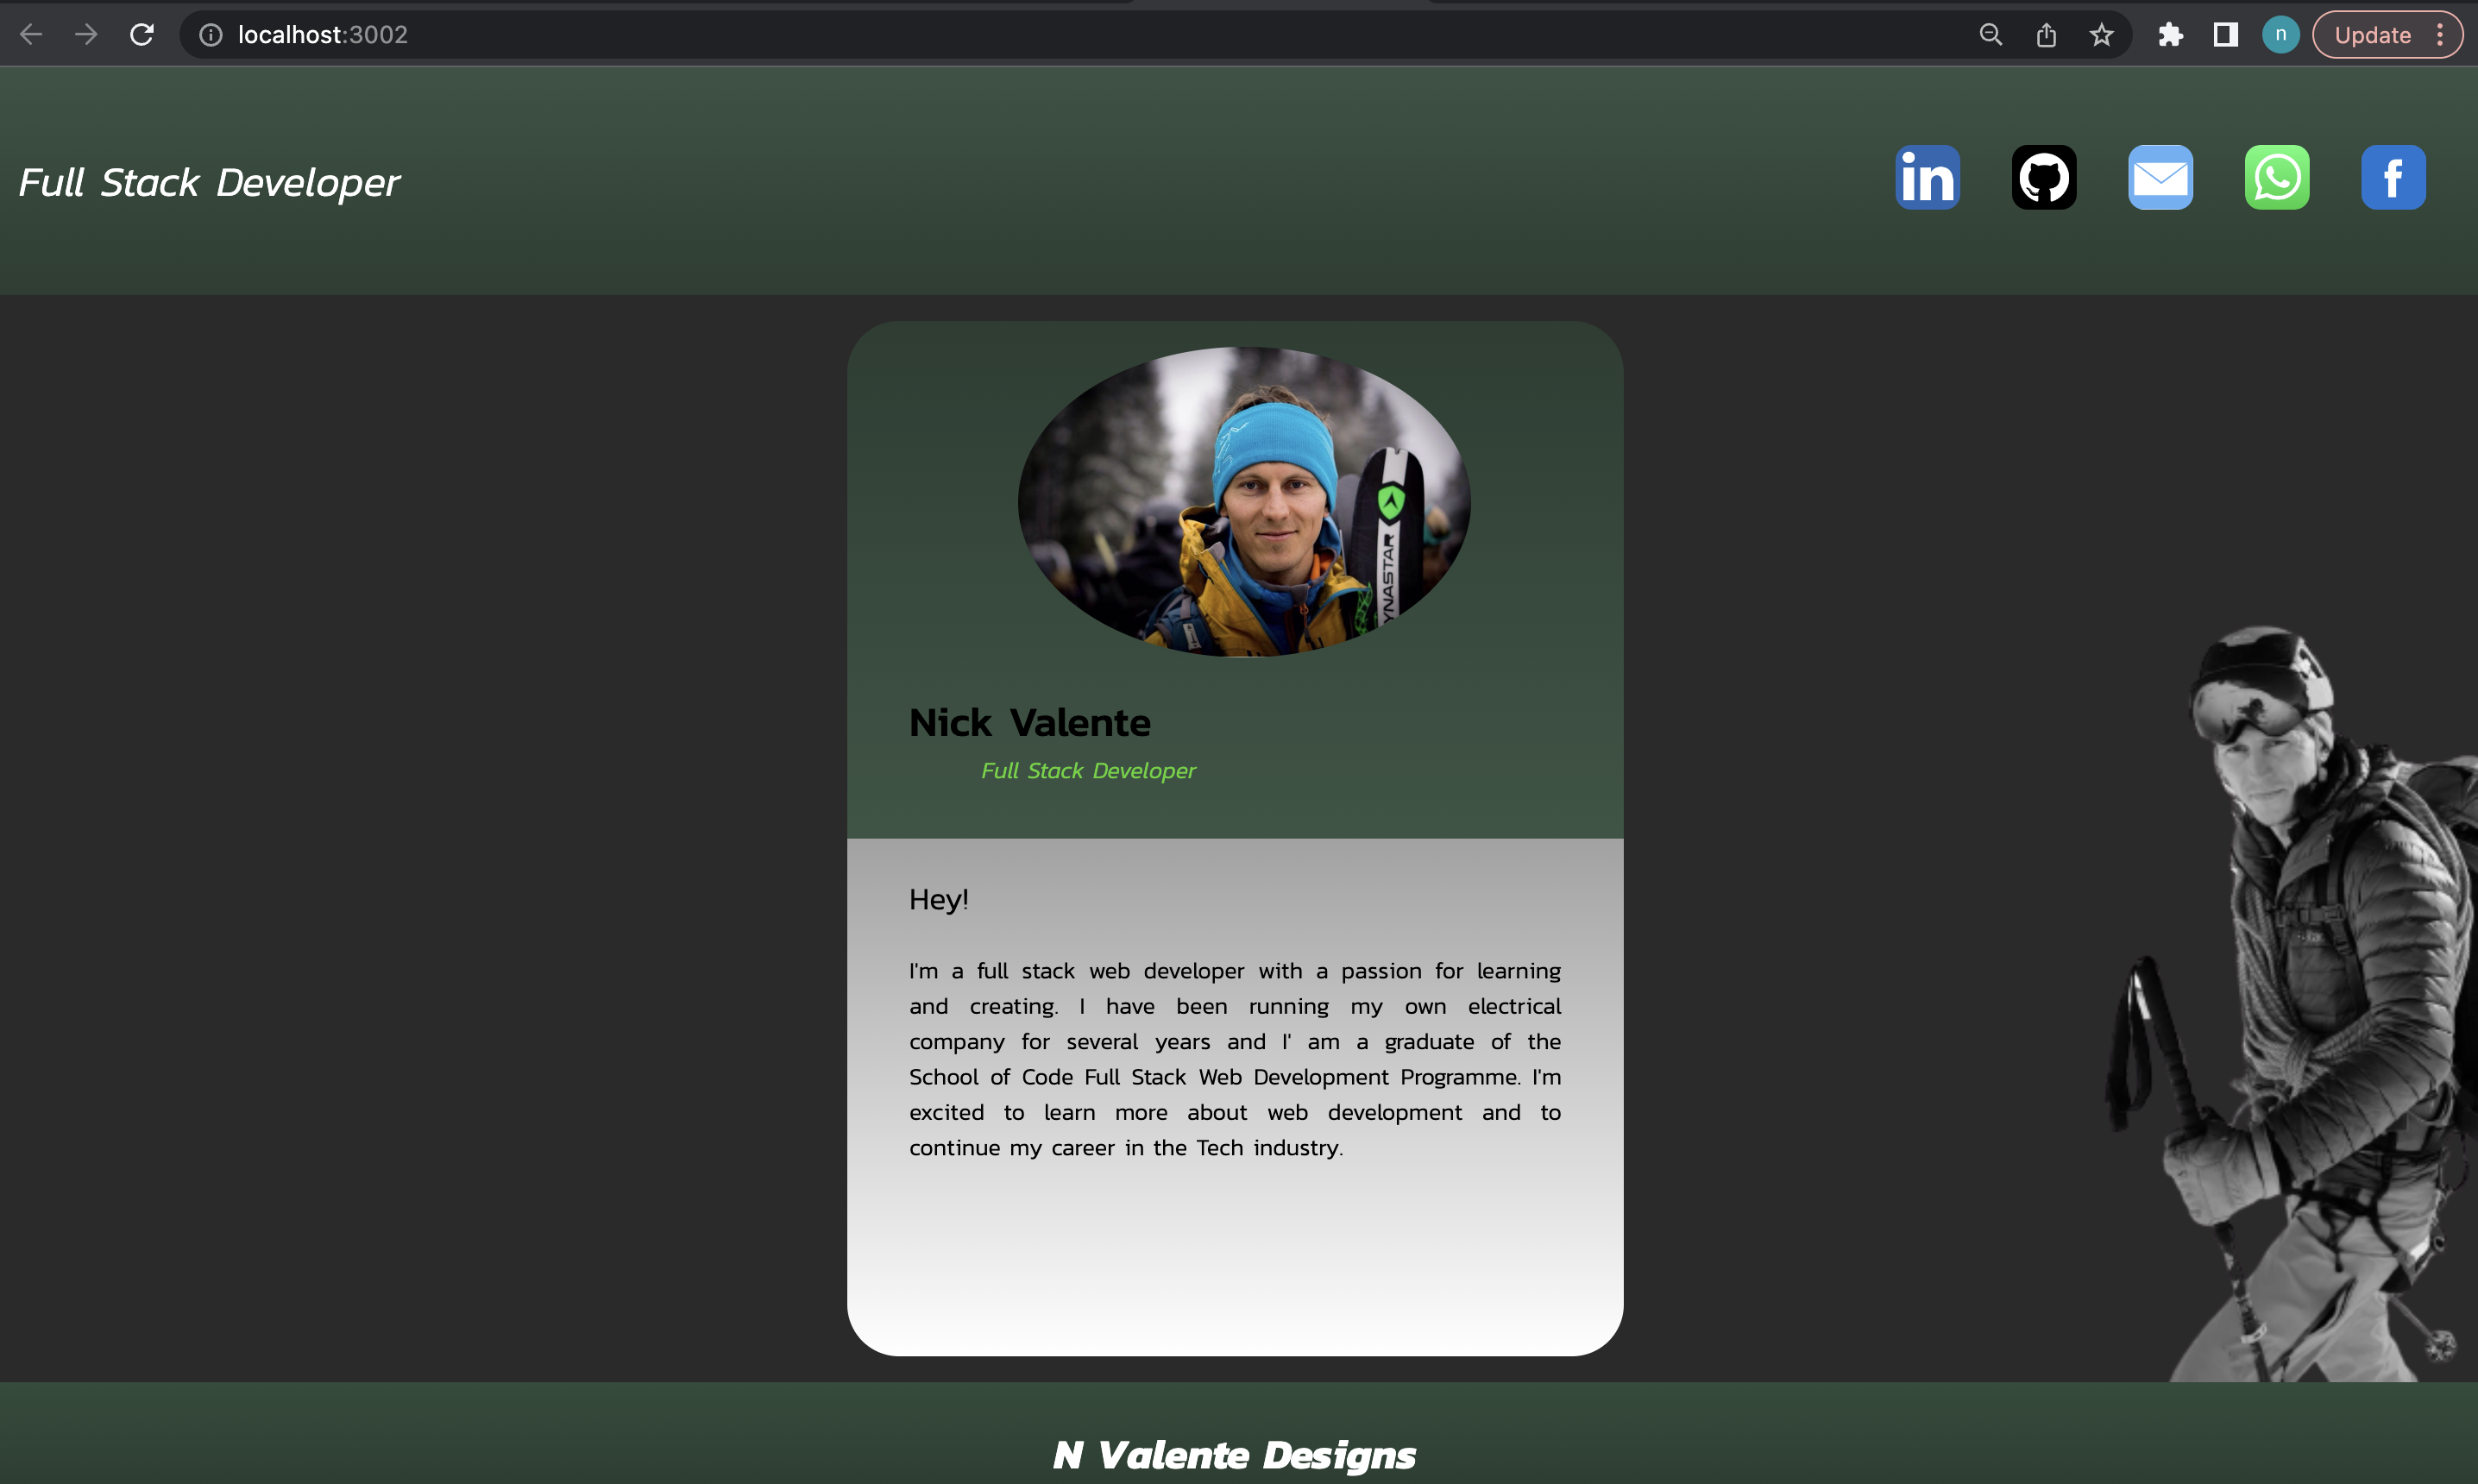 localhost:3002
n
Update
Full Stack Developer
in
f
YNASTAR
Nick Valente
Full Stack Developer
Hey!
I'm a full stack web developer with a passion for learning
and creating. I have been running my own electrical
company for several years and I' am a graduate of the
School of Code Full Stack Web Development Programme. I'm
excited to learn more about web development and to
continue my career in the Tech industry.
N Valente Designs